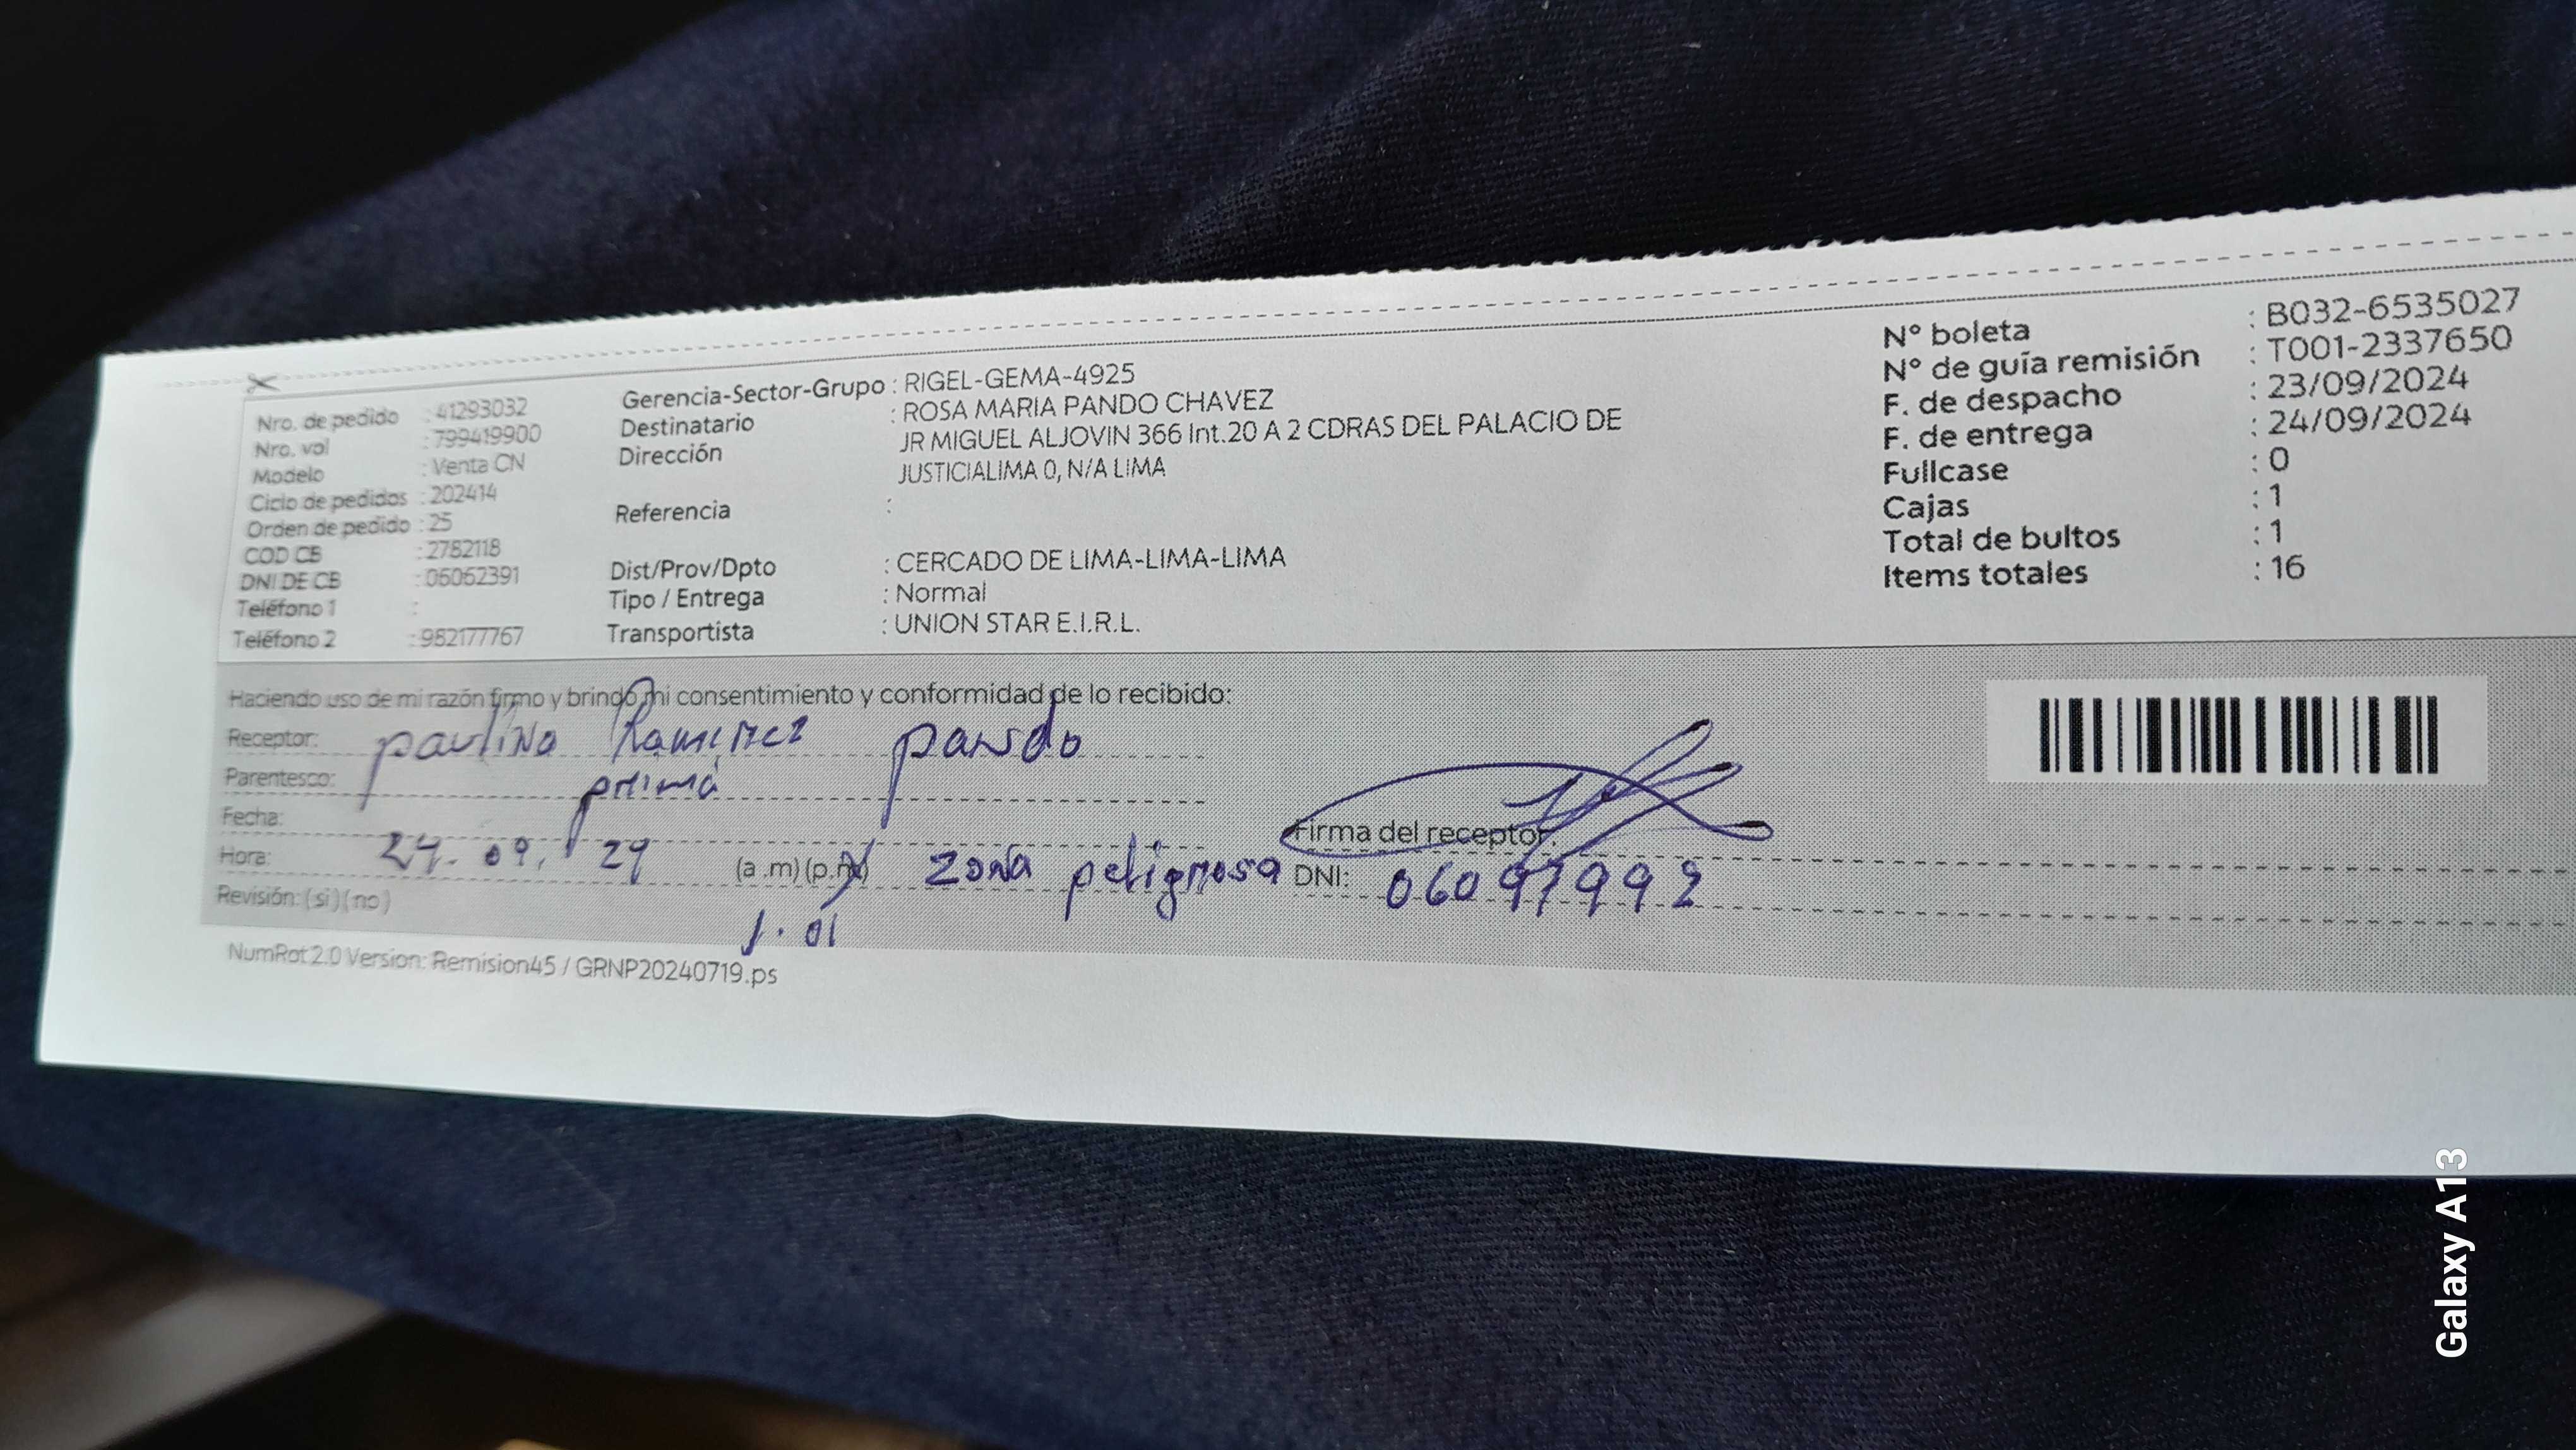 Nro. de pedido : 41293032
Nro. vol : 799419900
Modelo : Venta CN
Ciclo de pedidos : 202414
Orden de pedido : 25
COD CB : 2782118
DNI DE CB : 06062391
Teléfono 1 :
Teléfono 2 : 982177767
Gerencia-Sector-Grupo : RIGEL-GEMA-4925
Destinatario : ROSA MARIA PANDO CHAVEZ
Dirección JR MIGUEL ALJOVIN 366 Int.20 A 2 CDRAS DEL PALACIO DE
JUSTICIALIMA 0, N/A LIMA
Referencia :
Dist/Prov/Dpto : CERCADO DE LIMA-LIMA-LIMA
Tipo / Entrega : Normal
Transportista : UNION STAR E.I.R.L.
N° boleta : B032-6535027
N° de guía remisión : T001-2337650
F. de despacho : 23/09/2024
F. de entrega : 24/09/2024
Fullcase : 0
Cajas : 1
Total de bultos : 1
Items totales : 16
Haciendo uso de mi razón firmo y brindo mi consentimiento y conformidad de lo recibido:
Receptor: paulina Ramirez pando
Parentesco: prima
Fecha:
Firma del receptor:
Hora: 24. 09. 24 (a .m) (p.m) zona peligrosa DNI: 06097992
Revisión: (si) (no) 1.01
NumRot 2.0 Version: Remision45 / GRNP20240719.ps
Galaxy A13